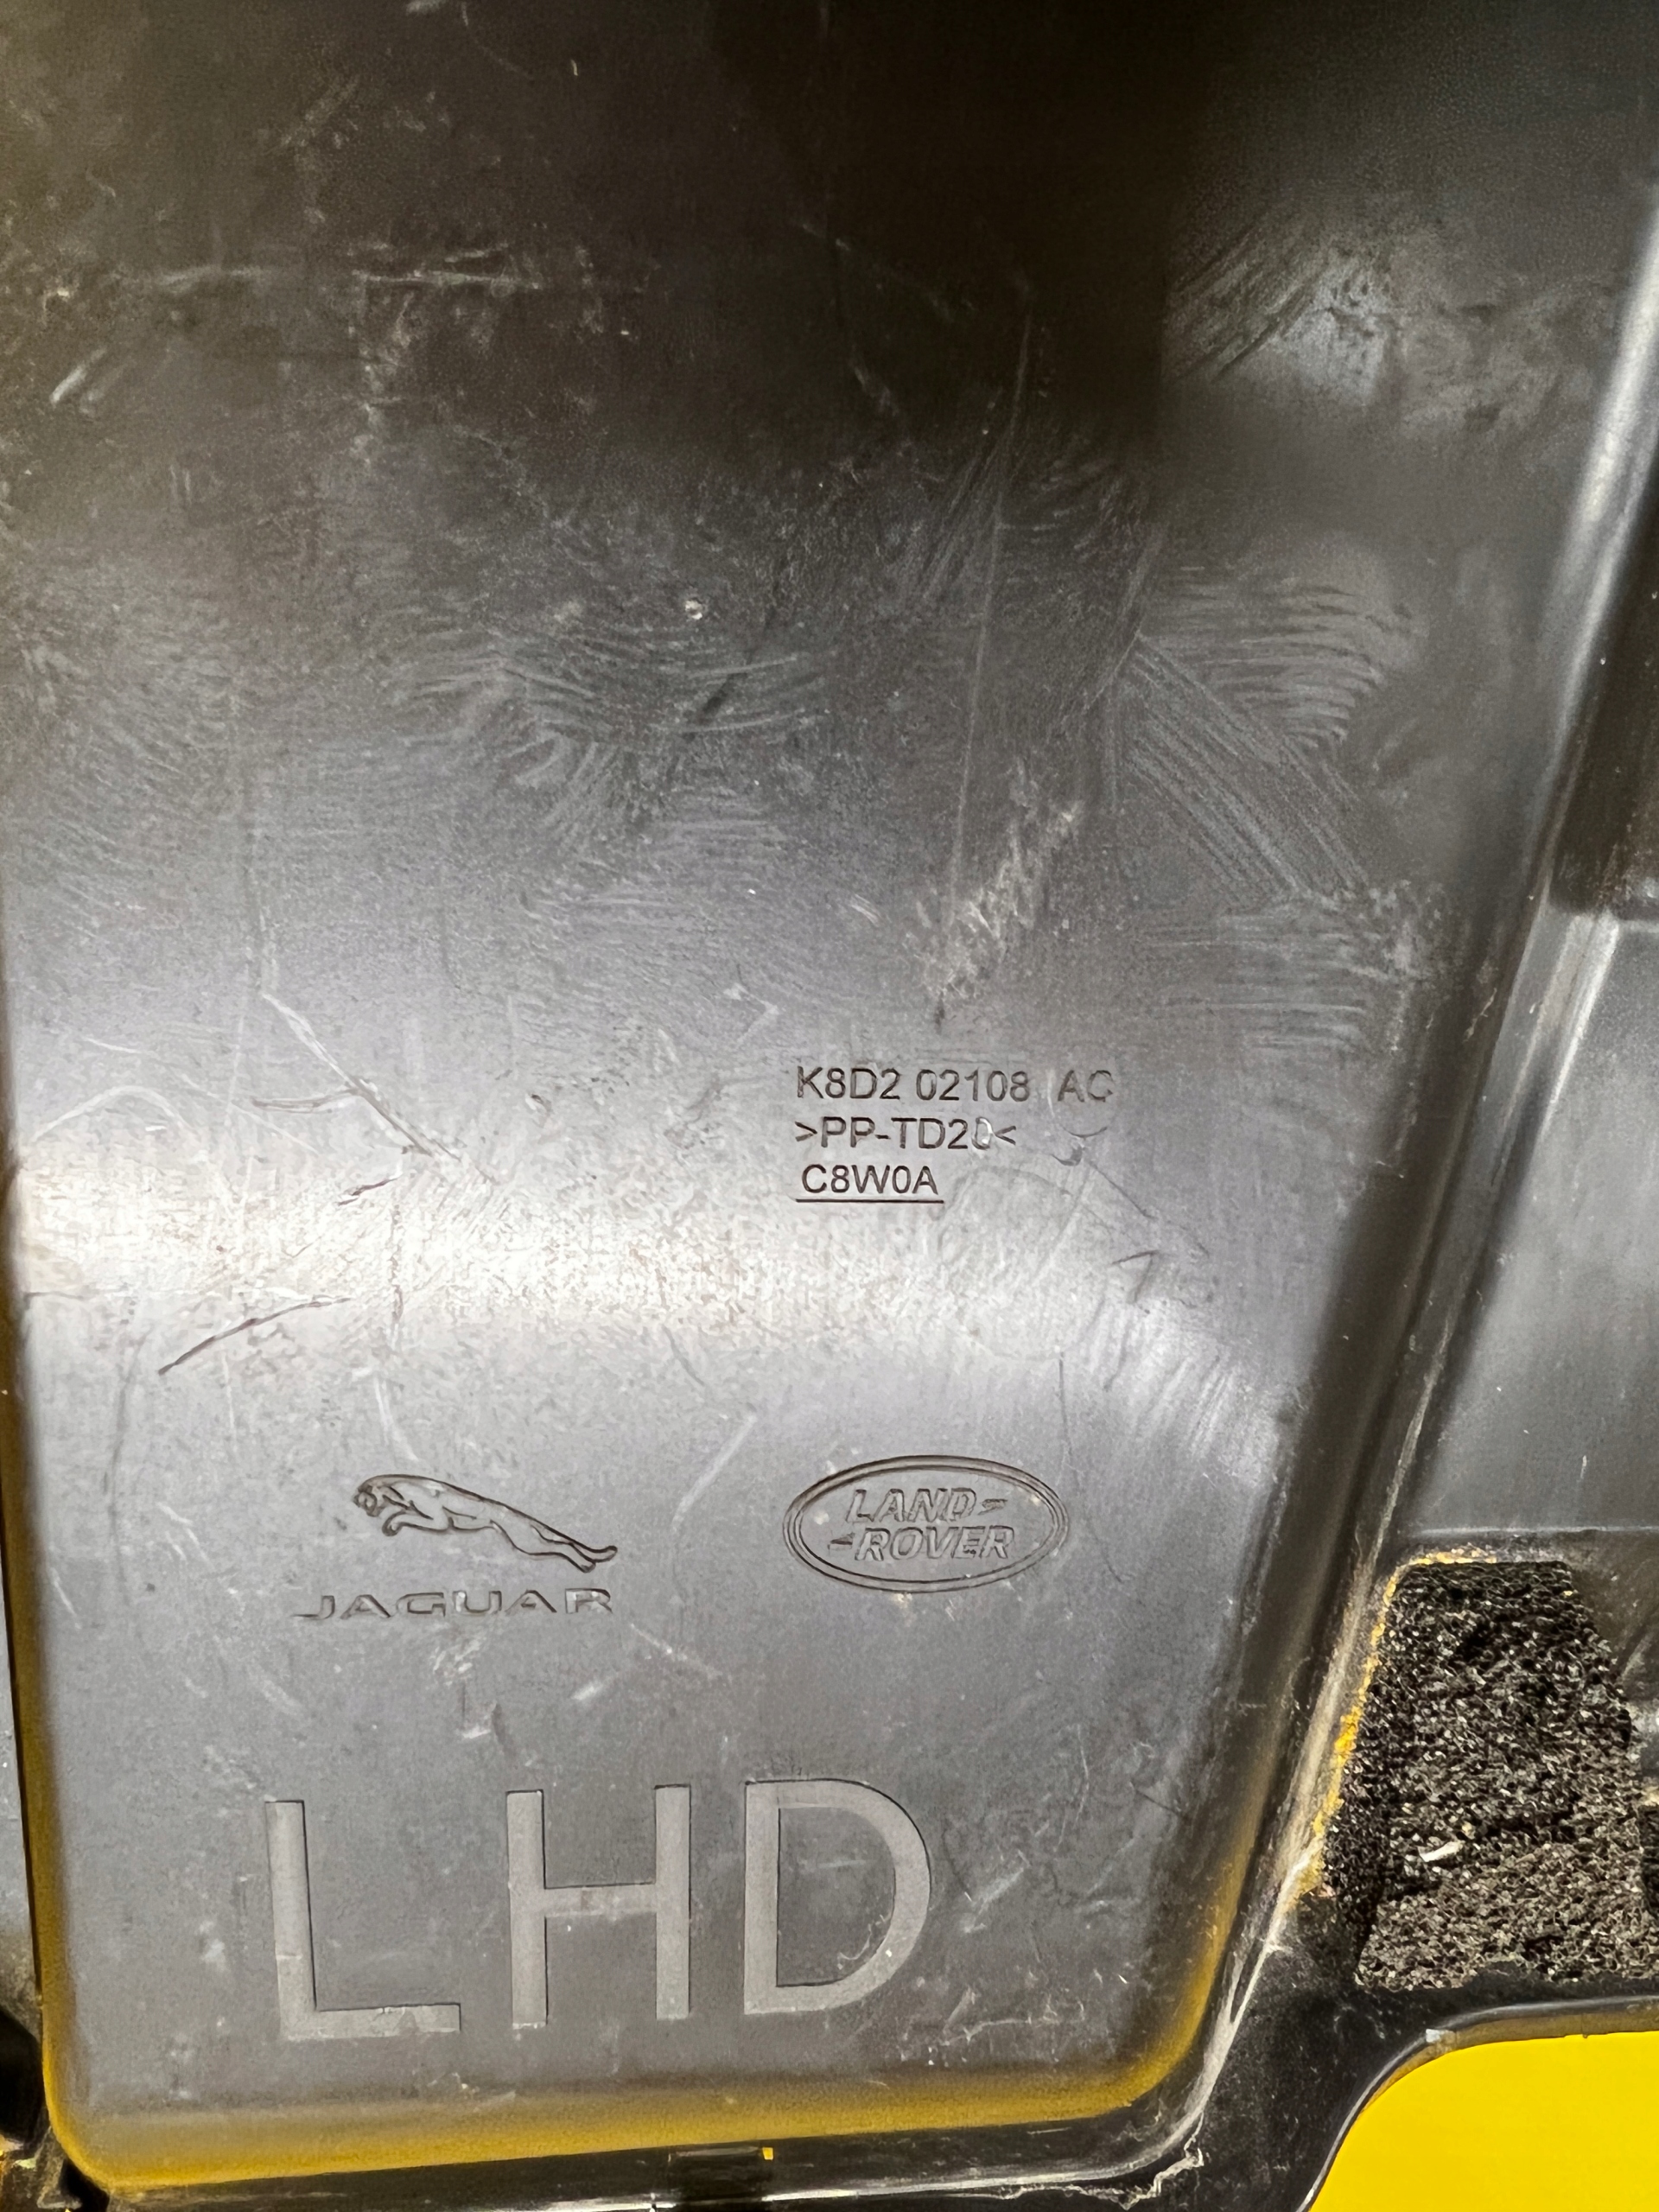 K8D2 02108 AC
>PP-TD20<
C8W0A
JAGUAR
LAND
ROVER
LHD